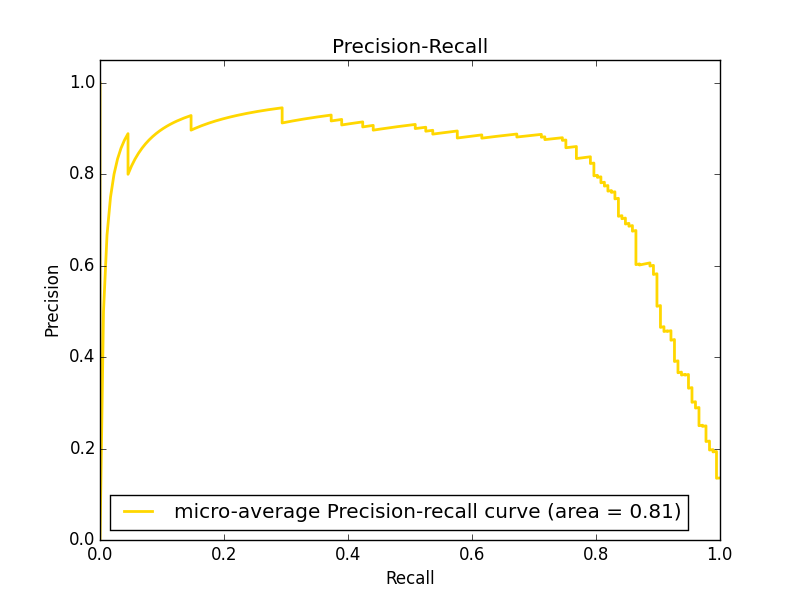 Precision-Recall
1.0
0.8
0.6
0.4
0.2
0.0
Precision
micro-average Precision-recall curve (area = 0.81)
0.0 0.2 0.4 0.6 0.8 1.0
Recall